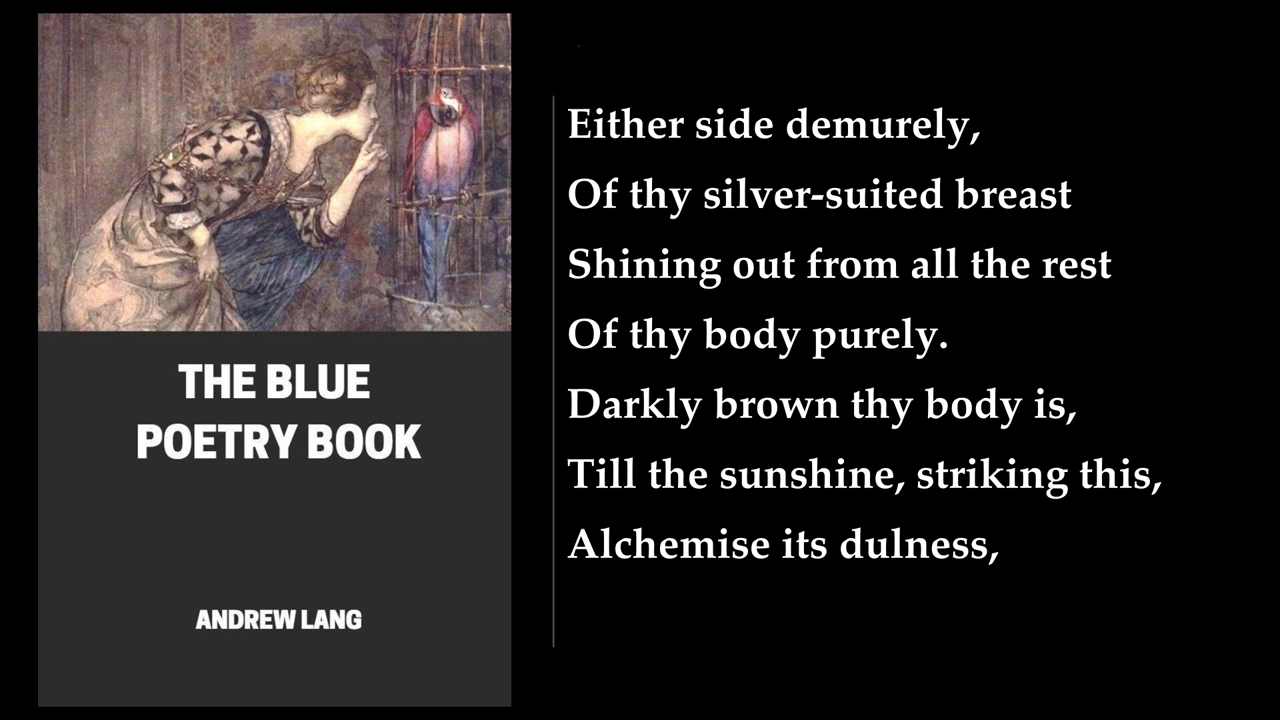 THE BLUE
POETRY BOOK
ANDREW LANG
Either side demurely,
Of thy silver-suited breast
Shining out from all the rest
Of thy body purely.
Darkly brown thy body is,
Till the sunshine, striking this,
Alchemise its dulness,